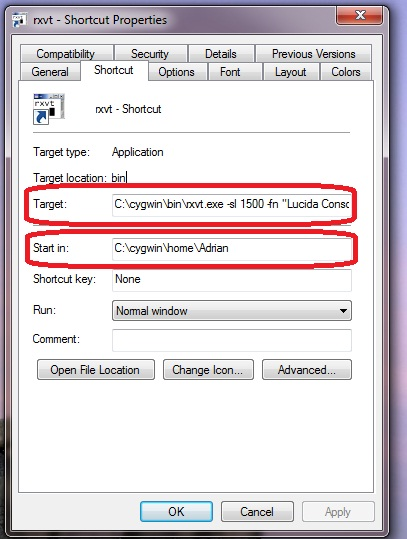 rxvt - Shortcut Properties
Compatibility Security Details Previous Versions
General Shortcut Options Font Layout Colors
rxvt
rxvt - Shortcut
Target type: Application
Target location: bin
Target: C:\cygwin\bin\rxvt.exe -sl 1500 -fn "Lucida Consc
Start in: C:\cygwin\home\Adrian
Shortcut key: None
Run: Normal window
Comment:
Open File Location Change Icon... Advanced...
OK Cancel Apply